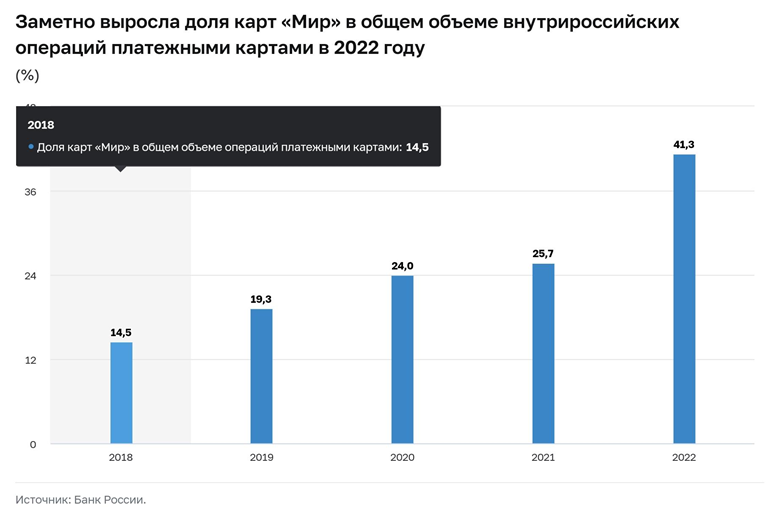 Заметно выросла доля карт «Мир» в общем объеме внутрироссийских
операций платежными картами в 2022 году
(%)
2018
Доля карт «Мир» в общем объеме операций платежными картами: 14,5
41,3
36
25,7
24,0
24
19,3
14,5
12
0
2018 2019 2020 2021 2022
Источник: Банк России.